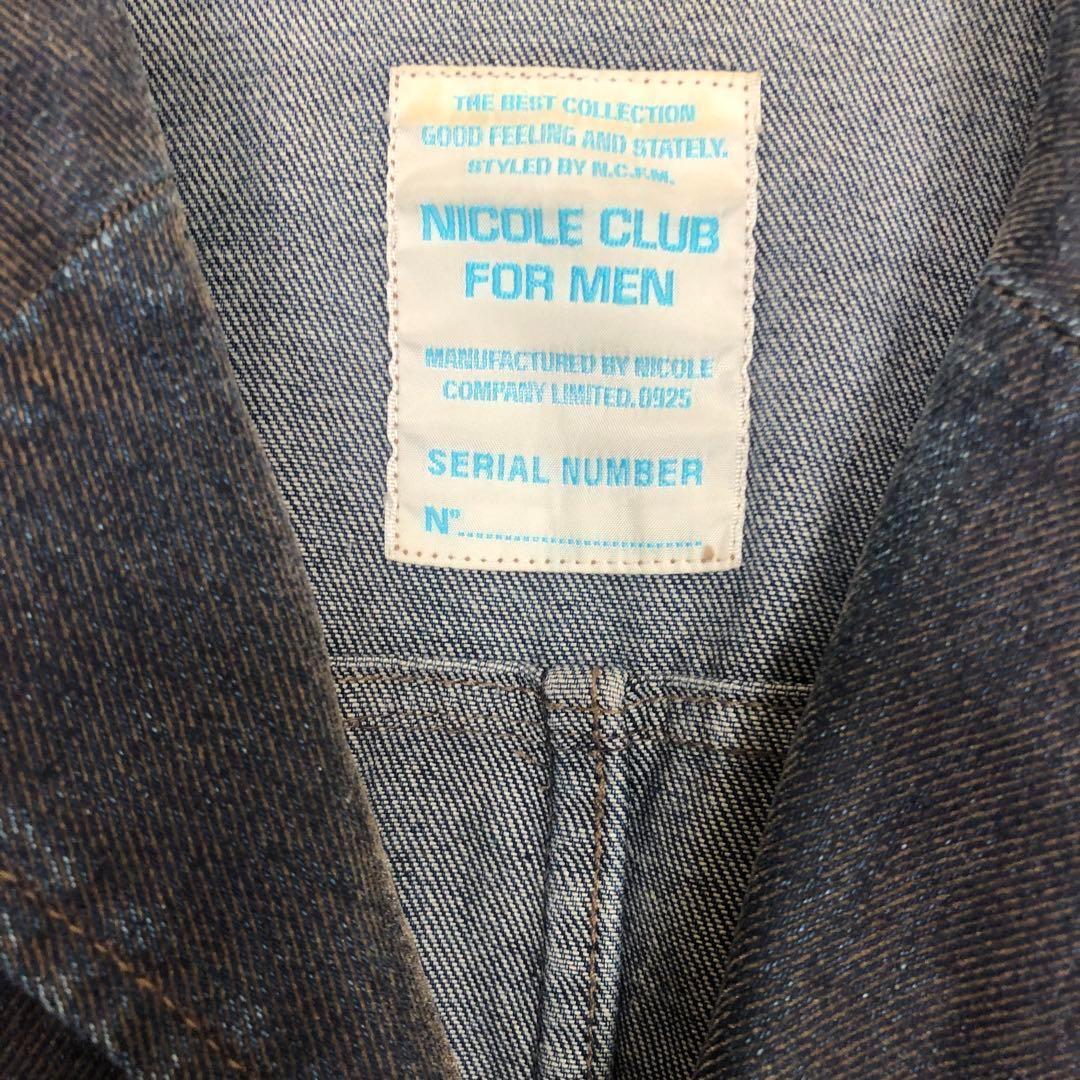 THE BEST COLLECTION
GOOD FEELING AND STATELY.
STYLED BY N.C.F.M.
NICOLE CLUB
FOR MEN
MANUFACTURED BY NICOLE
COMPANY LIMITED.0925
SERIAL NUMBER
Nº..............................